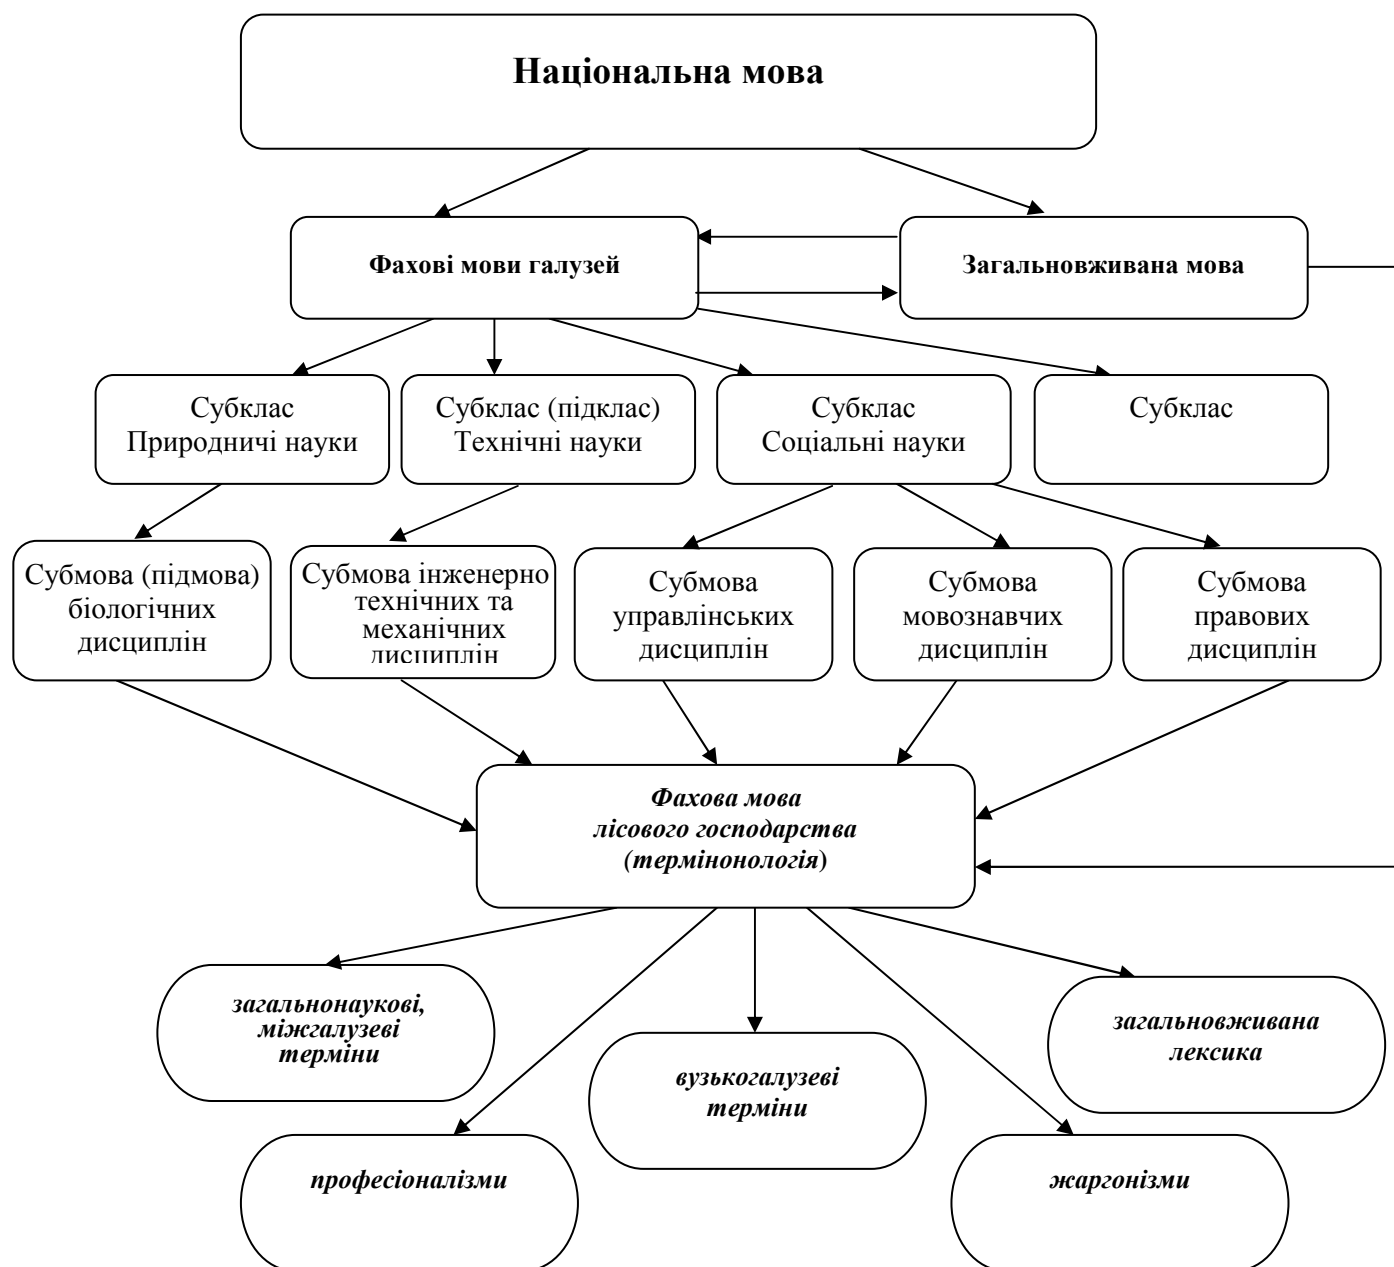 Національна мова
Фахові мови галузей
Загальновживана мова
Субклас
Природничі науки
Субклас (підклас)
Технічні науки
Субклас
Соціальні науки
Субклас
Субмова (підмова)
біологічних
дисциплін
Субмова інженерно
технічних та
механічних
дисциплін
Субмова
управлінських
дисциплін
Субмова
мовознавчих
дисциплін
Субмова
правових
дисциплін
Фахова мова
лісового господарства
(термінонологія)
загальнонаукові,
міжгалузеві
терміни
загальновживана
лексика
вузькогалузеві
терміни
професіоналізми
жаргонізми